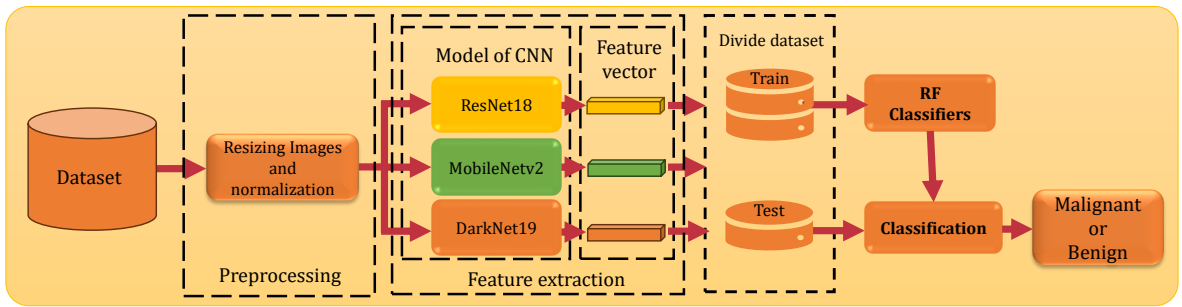 Dataset
Resizing Images
and
normalization
Preprocessing
Model of CNN
ResNet18
MobileNetv2
DarkNet19
Feature
vector
Feature extraction
Divide dataset
Train
Test
RF
Classifiers
Classification
Malignant
or
Benign